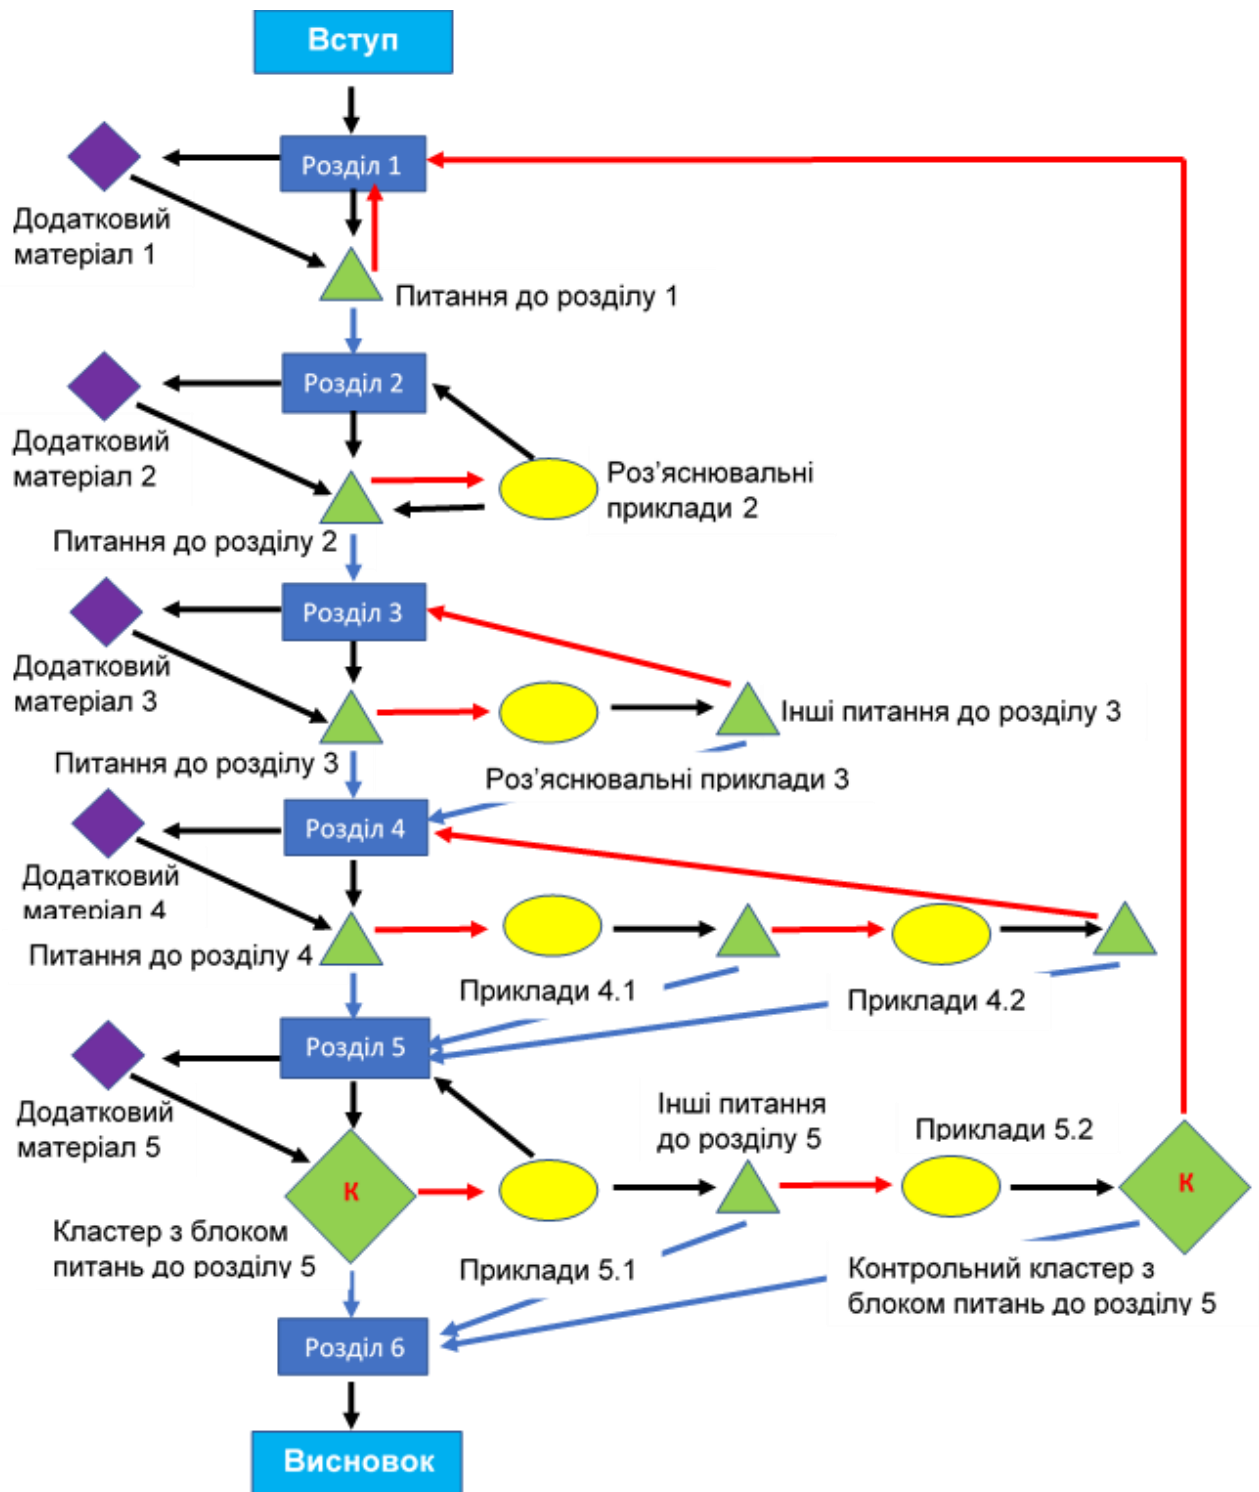 Вступ
Розділ 1
Додатковий
матеріал 1
Питання до розділу 1
Розділ 2
Додатковий
матеріал 2
Роз’яснювальні
приклади 2
Питання до розділу 2
Розділ 3
Додатковий
матеріал 3
Інші питання до розділу 3
Питання до розділу 3
Роз’яснювальні приклади 3
Розділ 4
Додатковий
матеріал 4
Питання до розділу 4
Приклади 4.1
Приклади 4.2
Розділ 5
Додатковий
матеріал 5
Інші питання
до розділу 5
Приклади 5.2
К
К
Кластер з блоком
питань до розділу 5
Приклади 5.1
Контрольний кластер з
блоком питань до розділу 5
Розділ 6
Висновок